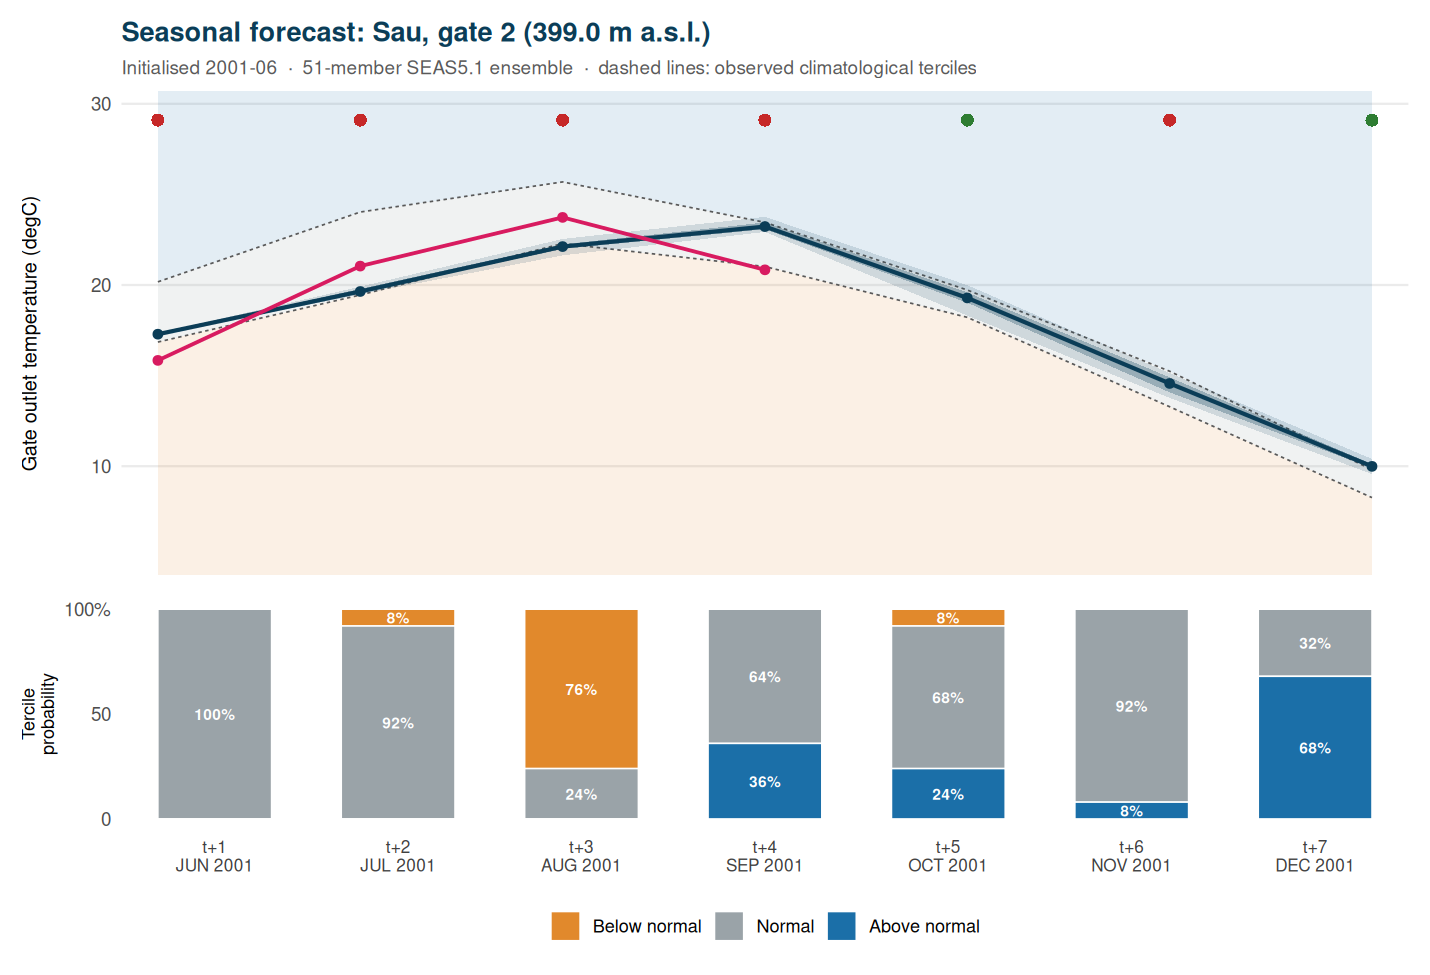 Seasonal forecast: Sau, gate 2 (399.0 m a.s.l.)
Initialised 2001-06 · 51-member SEAS5.1 ensemble · dashed lines: observed climatological terciles
Gate outlet temperature (degC)
30
20
10
Tercile
probability
100%
50
0
100%
8%
92%
76%
24%
64%
36%
8%
68%
24%
92%
8%
32%
68%
t+1
JUN 2001
t+2
JUL 2001
t+3
AUG 2001
t+4
SEP 2001
t+5
OCT 2001
t+6
NOV 2001
t+7
DEC 2001
Below normal
Normal
Above normal